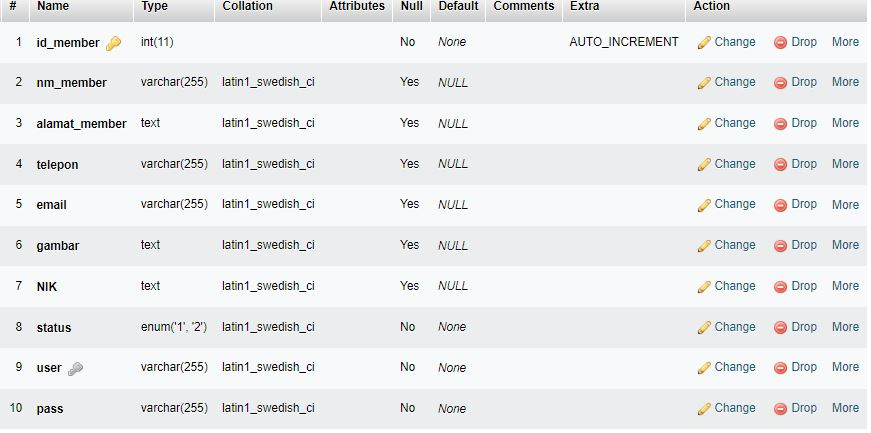 # Name Type Collation Attributes Null Default Comments Extra Action
1 id_member int(11) No None AUTO_INCREMENT Change Drop More
2 nm_member varchar(255) latin1_swedish_ci Yes NULL Change Drop More
3 alamat_member text latin1_swedish_ci Yes NULL Change Drop More
4 telepon varchar(255) latin1_swedish_ci Yes NULL Change Drop More
5 email varchar(255) latin1_swedish_ci Yes NULL Change Drop More
6 gambar text latin1_swedish_ci Yes NULL Change Drop More
7 NIK text latin1_swedish_ci Yes NULL Change Drop More
8 status enum('1', '2') latin1_swedish_ci No None Change Drop More
9 user varchar(255) latin1_swedish_ci No None Change Drop More
10 pass varchar(255) latin1_swedish_ci No None Change Drop More